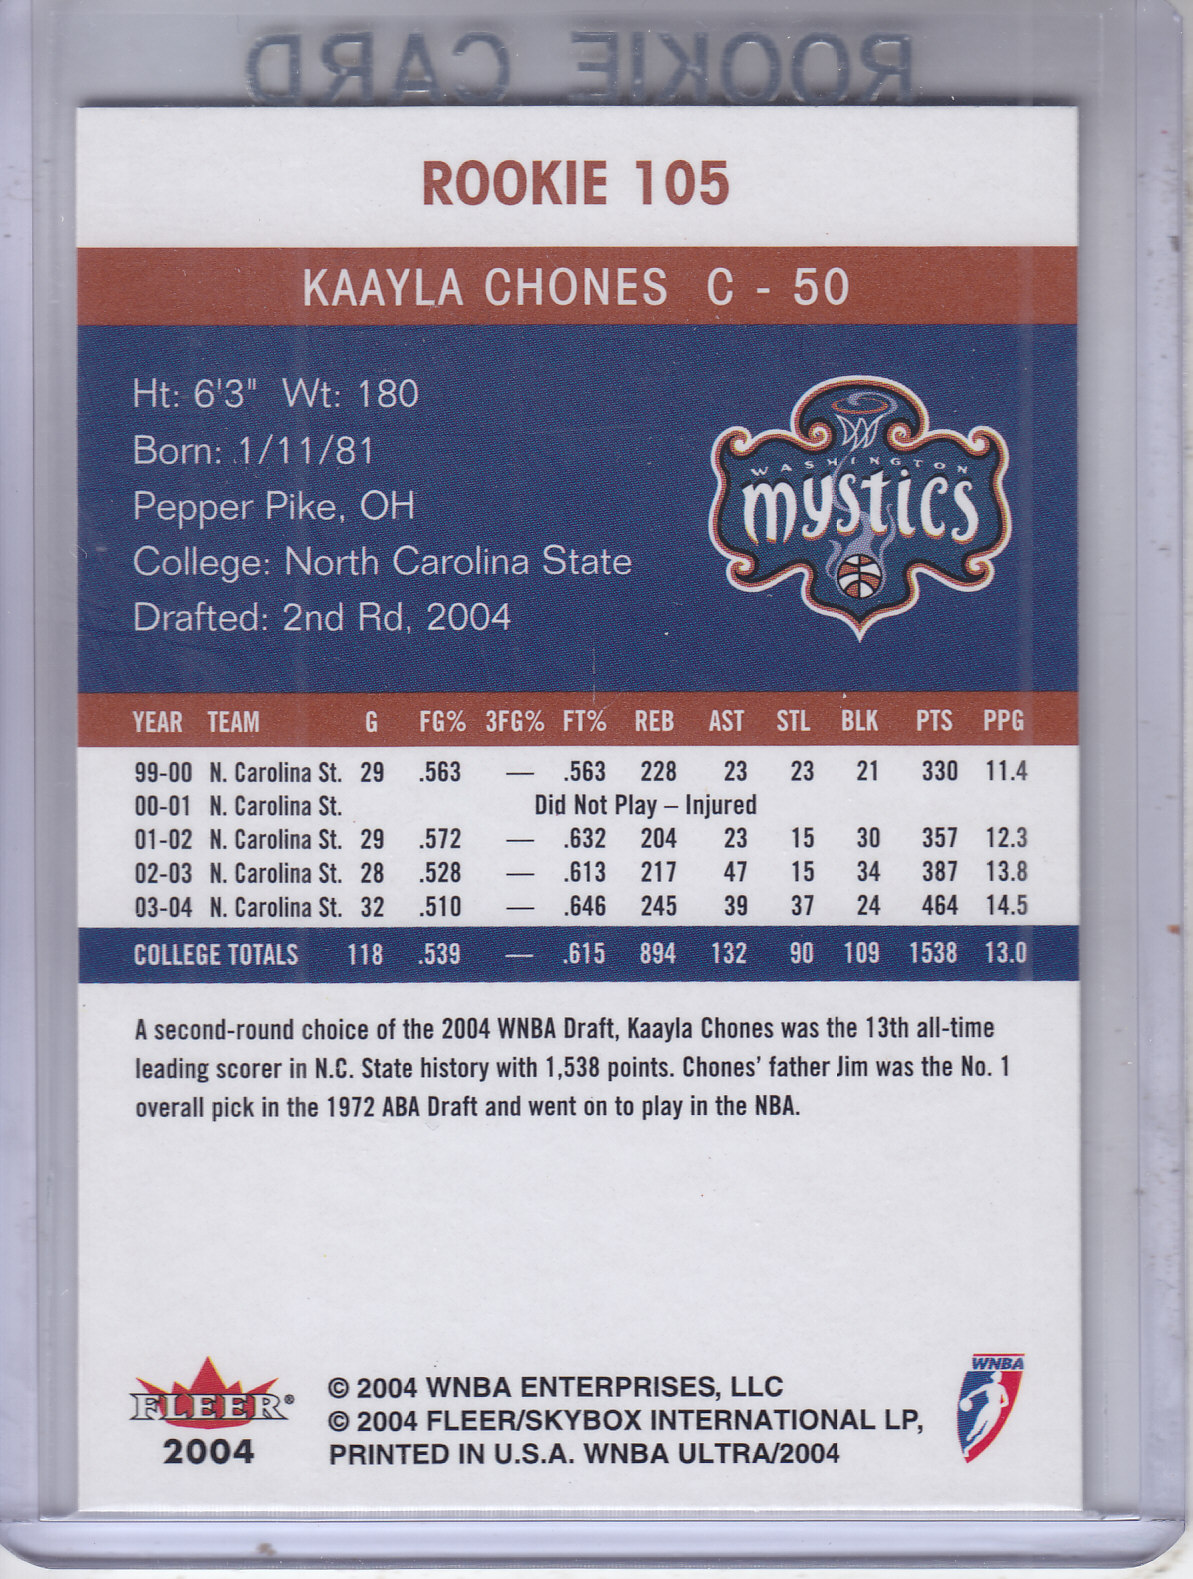 ROOKIE CARD
ROOKIE 105
KAAYLA CHONES C - 50
Ht: 6'3" Wt: 180
Born: 1/11/81
Pepper Pike, OH
College: North Carolina State
Drafted: 2nd Rd, 2004
WASHINGTON
mystics
YEAR TEAM G FG% 3FG% FT% REB AST STL BLK PTS PPG
99-00 N. Carolina St. 29 .563 — .563 228 23 23 21 330 11.4
00-01 N. Carolina St. Did Not Play – Injured
01-02 N. Carolina St. 29 .572 — .632 204 23 15 30 357 12.3
02-03 N. Carolina St. 28 .528 — .613 217 47 15 34 387 13.8
03-04 N. Carolina St. 32 .510 — .646 245 39 37 24 464 14.5
COLLEGE TOTALS 118 .539 — .615 894 132 90 109 1538 13.0
A second-round choice of the 2004 WNBA Draft, Kaayla Chones was the 13th all-time
leading scorer in N.C. State history with 1,538 points. Chones' father Jim was the No. 1
overall pick in the 1972 ABA Draft and went on to play in the NBA.
FLEER®
2004
© 2004 WNBA ENTERPRISES, LLC
© 2004 FLEER/SKYBOX INTERNATIONAL LP,
PRINTED IN U.S.A. WNBA ULTRA/2004
WNBA